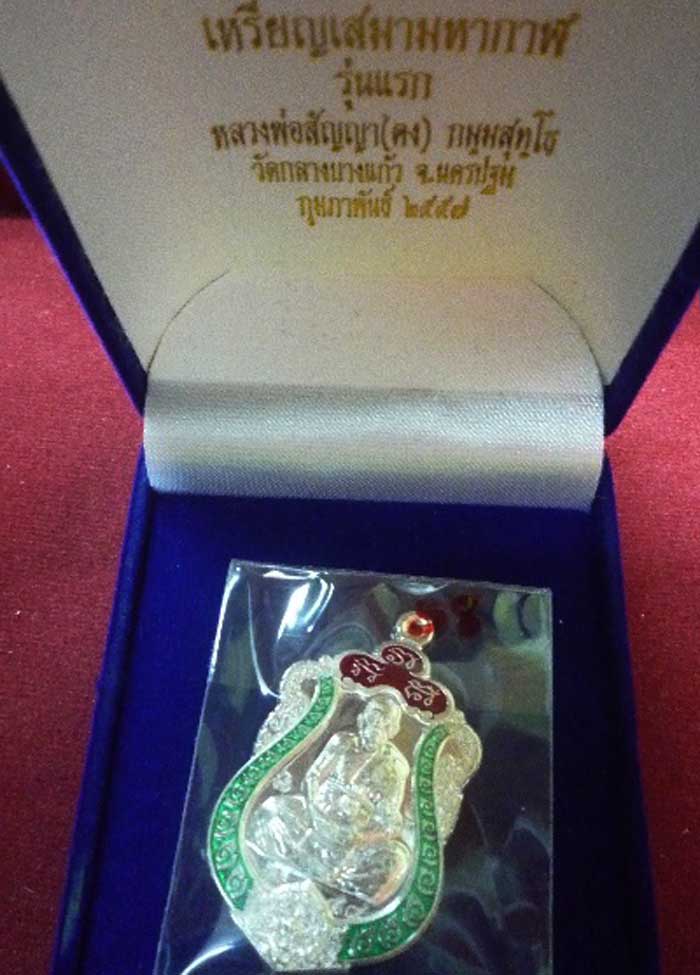 เหรียญเสมามหากาฬ
รุ่นแรก
หลวงพ่อสัญญา(คง) กมฺมสุทฺโธ
วัดกลางบางแก้ว จ.นครปฐม
กุมภาพันธ์ ๒๕๕๗